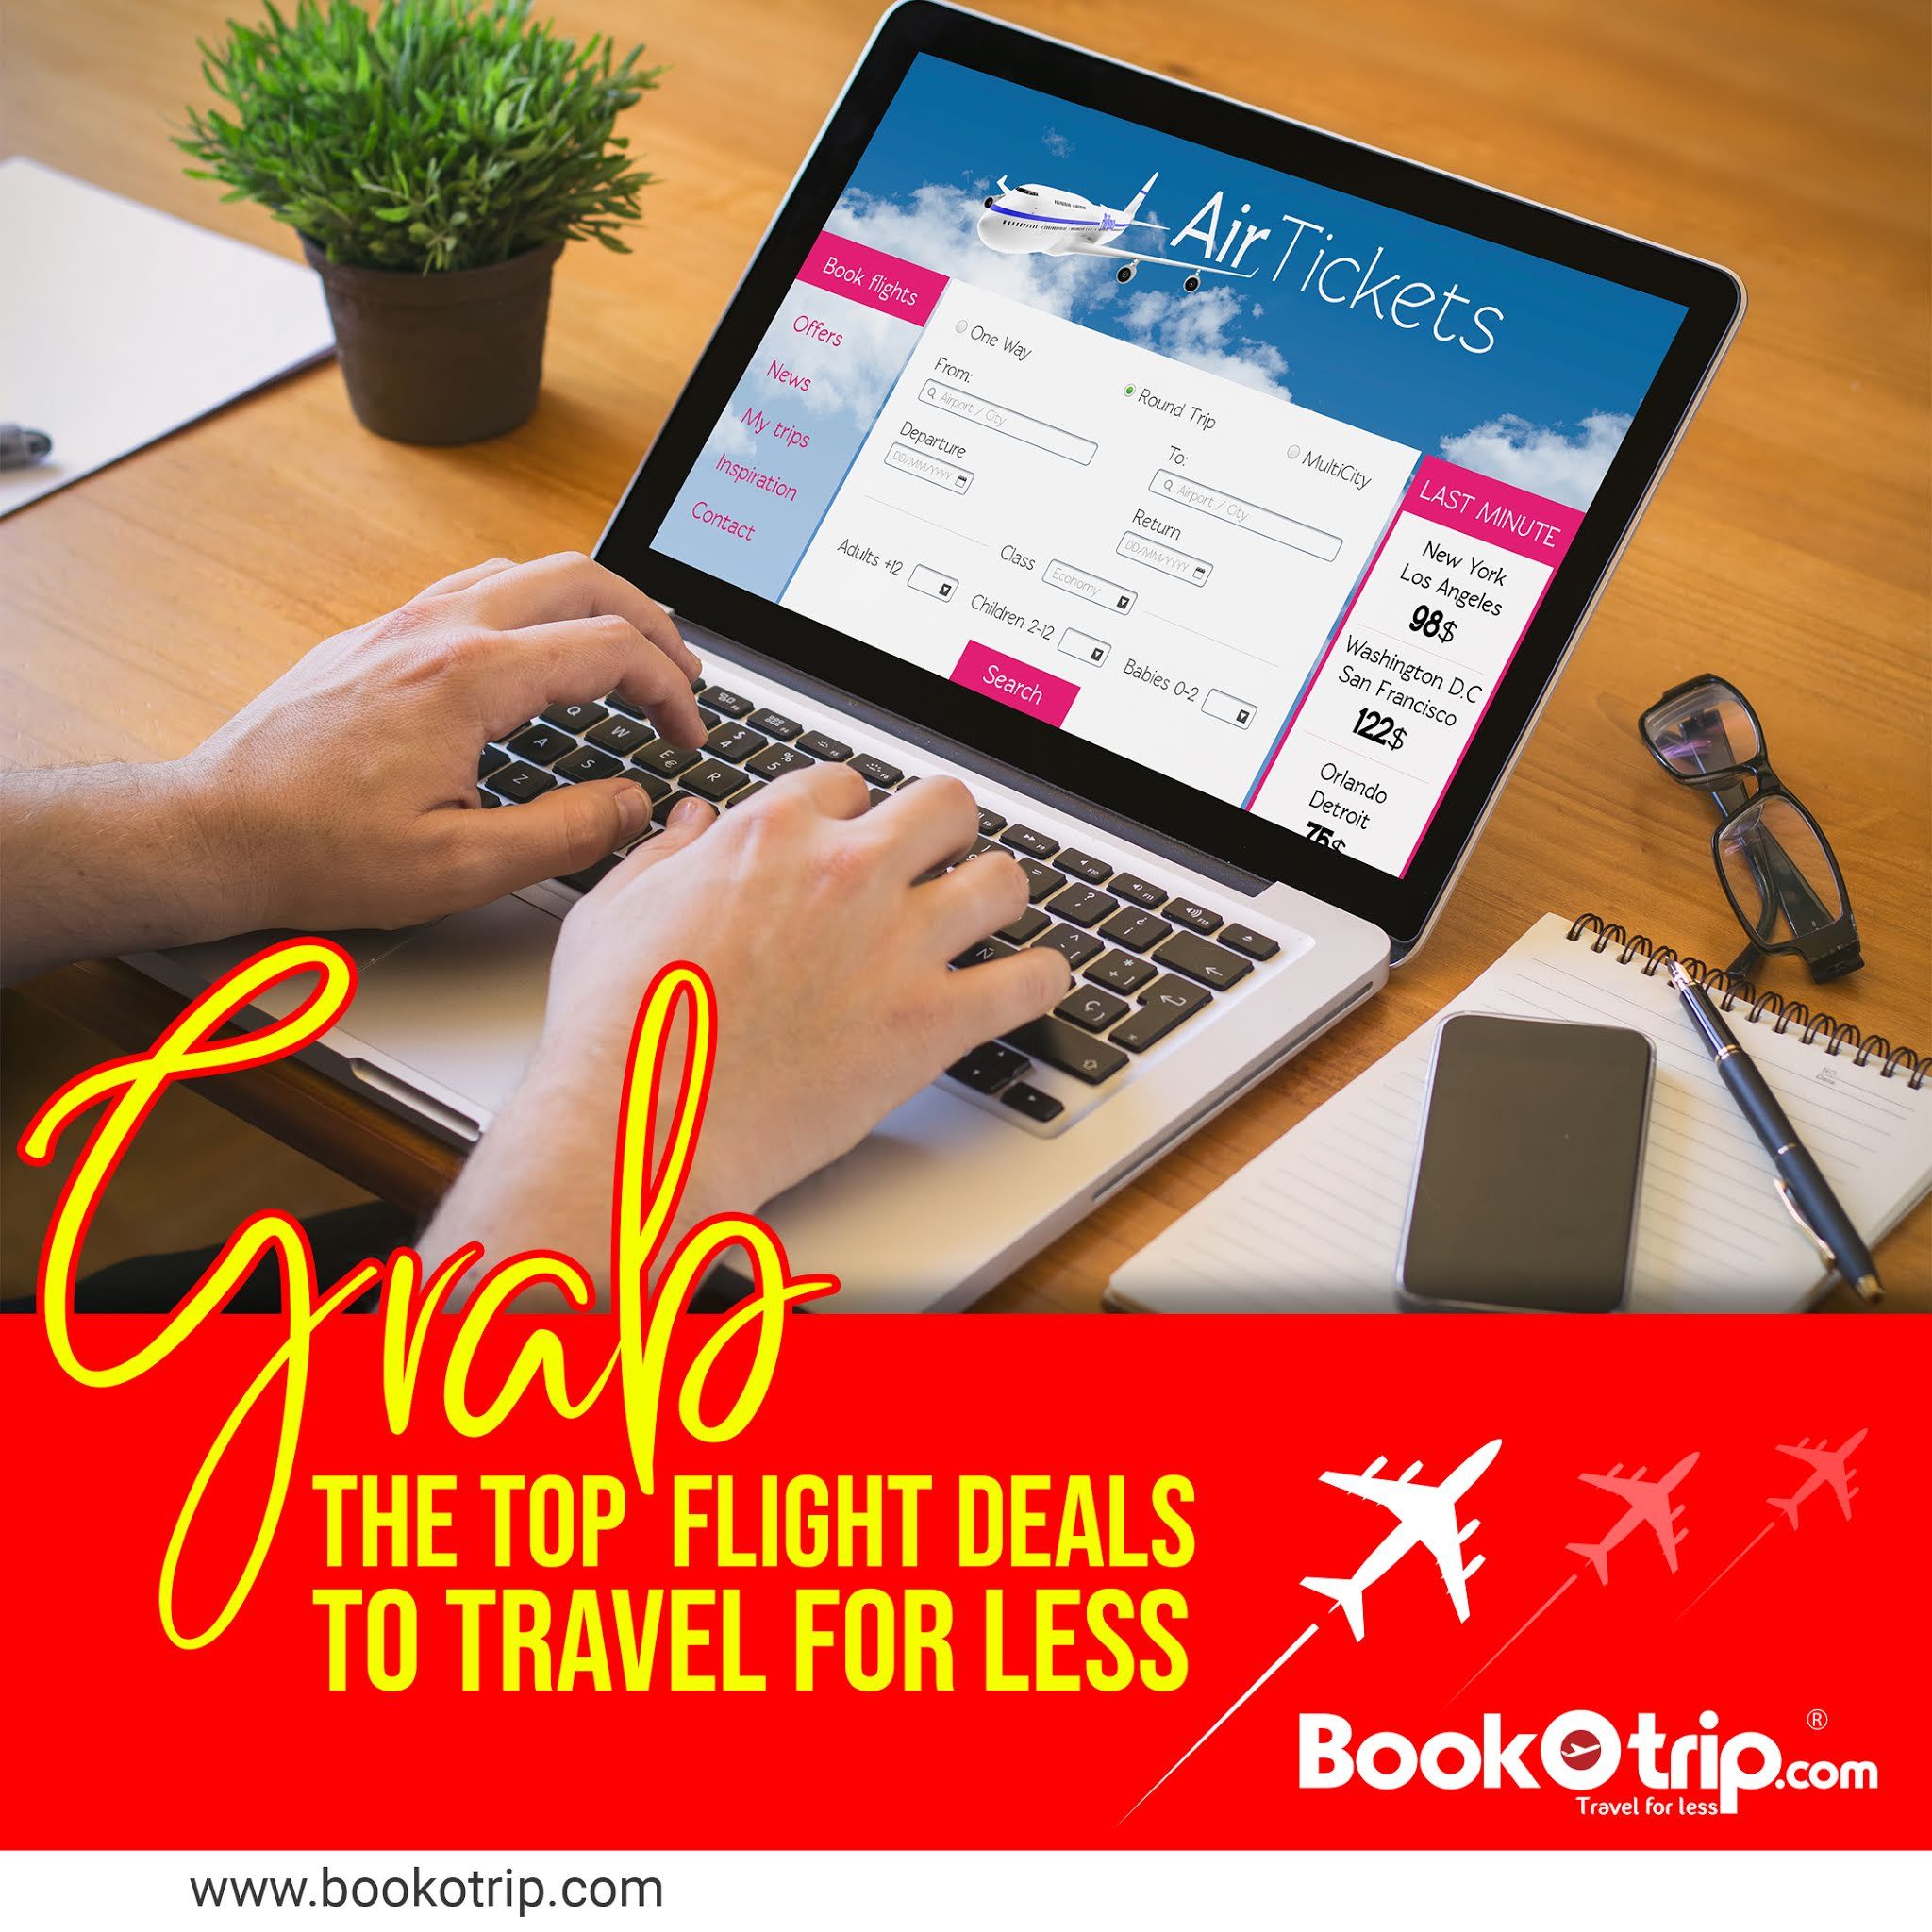 Air Tickets
Book flights
Offers
News
My trips
Inspiration
Contact
One Way
Round Trip
MultiCity
From:
Airport / City
To:
Airport / City
Departure
DD/MM/YYYY
Return
DD/MM/YYYY
Class
Economy
Adults +12
Children 2-12
Babies 0-2
Search
LAST MINUTE
New York
Los Angeles
98$
Washington D.C
San Francisco
122$
Orlando
Detroit
75$
Grab
THE TOP FLIGHT DEALS
TO TRAVEL FOR LESS
BookOtrip.com®
Travel for less
www.bookotrip.com